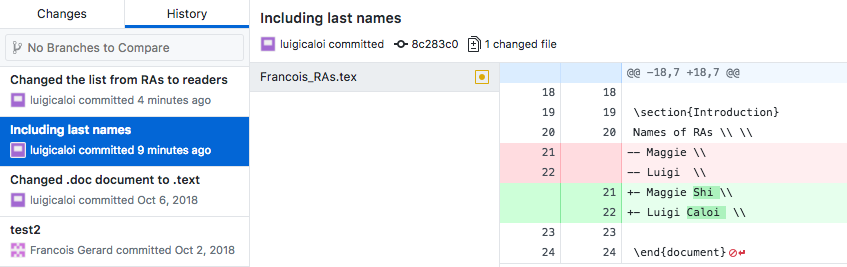 Changes History
No Branches to Compare
Changed the list from RAs to readers
luigicaloi committed 4 minutes ago
Including last names
luigicaloi committed 9 minutes ago
Changed .doc document to .text
luigicaloi committed Oct 6, 2018
test2
Francois Gerard committed Oct 2, 2018
Including last names
luigicaloi committed 8c283c0 1 changed file
Francois_RAs.tex
@@ -18,7 +18,7 @@
18 18
19 19 \section{Introduction}
20 20 Names of RAs \\ \\
21 -- Maggie \\
22 -- Luigi  \\
21 +- Maggie Shi \\
22 +- Luigi Caloi  \\
23 23
24 24 \end{document}